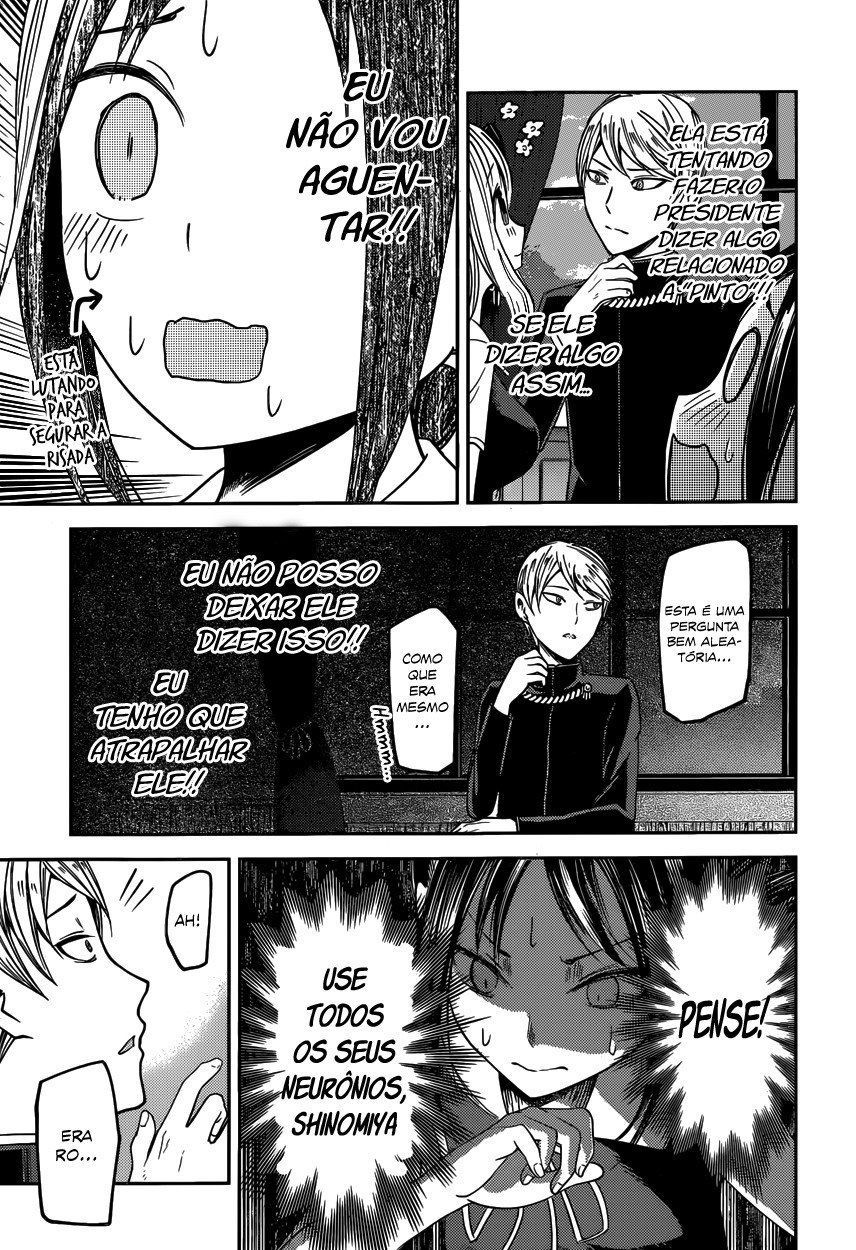 ELA ESTÁ
TENTANDO
FAZER O
PRESIDENTE
DIZER ALGO
RELACIONADO
A "PINTO"!!
SE ELE
DIZER ALGO
ASSIM...
EU
NÃO VOU
AGUEN-
TAR!!
ESTÁ
LUTANDO
PARA
SEGURAR A
RISADA
ESTA É UMA
PERGUNTA
BEM ALEA-
TÓRIA...
COMO
QUE ERA
MESMO
...
Hmmm...
EU NÃO POSSO
DEIXAR ELE
DIZER ISSO!!
EU
TENHO QUE
ATRAPALHAR
ELE!!
PENSE!
USE
TODOS
OS SEUS
NEURÔNIOS,
SHINOMIYA
AH!
ERA
RO...